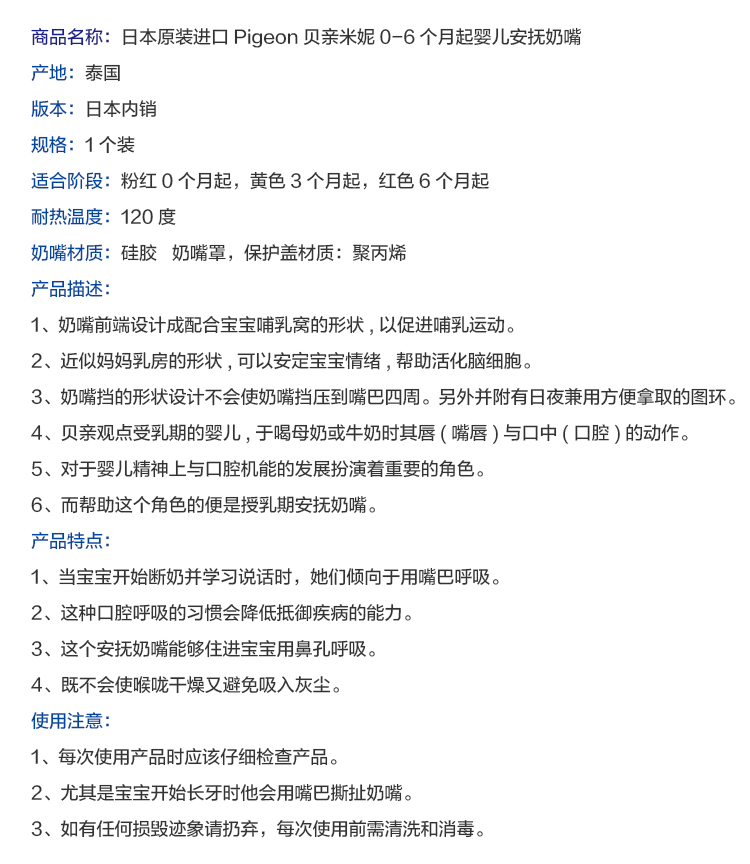 商品名称：日本原装进口 Pigeon 贝亲米妮 0-6 个月起婴儿安抚奶嘴
产地：泰国
版本：日本内销
规格：1 个装
适合阶段：粉红 0 个月起，黄色 3 个月起，红色 6 个月起
耐热温度：120 度
奶嘴材质：硅胶 奶嘴罩，保护盖材质：聚丙烯
产品描述：
1、奶嘴前端设计成配合宝宝哺乳窝的形状 , 以促进哺乳运动。
2、近似妈妈乳房的形状 , 可以安定宝宝情绪 , 帮助活化脑细胞。
3、奶嘴挡的形状设计不会使奶嘴挡压到嘴巴四周。另外并附有日夜兼用方便拿取的图环。
4、贝亲观点受乳期的婴儿 , 于喝母奶或牛奶时其唇 ( 嘴唇 ) 与口中 ( 口腔 ) 的动作。
5、对于婴儿精神上与口腔机能的发展扮演着重要的角色。
6、而帮助这个角色的便是授乳期安抚奶嘴。
产品特点：
1、当宝宝开始断奶并学习说话时，她们倾向于用嘴巴呼吸。
2、这种口腔呼吸的习惯会降低抵御疾病的能力。
3、这个安抚奶嘴能够住进宝宝用鼻孔呼吸。
4、既不会使喉咙干燥又避免吸入灰尘。
使用注意：
1、每次使用产品时应该仔细检查产品。
2、尤其是宝宝开始长牙时他会用嘴巴撕扯奶嘴。
3、如有任何损毁迹象请扔弃，每次使用前需清洗和消毒。